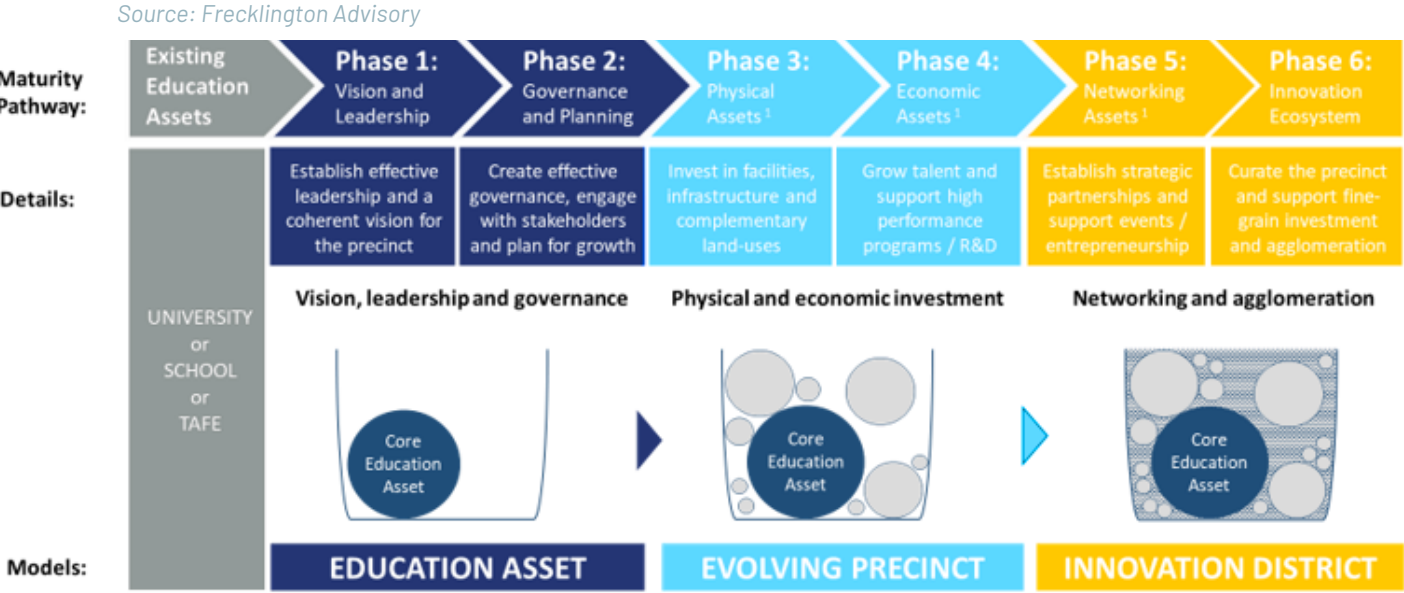 Source: Frecklington Advisory
Maturity
Pathway:
Existing
Education
Assets
Phase 1:
Vision and
Leadership
Phase 2:
Governance
and Planning
Phase 3:
Physical
Assets 1
Phase 4:
Economic
Assets 1
Phase 5:
Networking
Assets 1
Phase 6:
Innovation
Ecosystem
Details:
Establish effective
leadership and a
coherent vision for
the precinct
Create effective
governance, engage
with stakeholders
and plan for growth
Invest in facilities,
infrastructure and
complementary
land-uses
Grow talent and
support high
performance
programs / R&D
Establish strategic
partnerships and
support events /
entrepreneurship
Curate the precinct
and support fine-
grain investment
and agglomeration
UNIVERSITY
or
SCHOOL
or
TAFE
Vision, leadership and governance
Physical and economic investment
Networking and agglomeration
Core
Education
Asset
Core
Education
Asset
Core
Education
Asset
Models:
EDUCATION ASSET
EVOLVING PRECINCT
INNOVATION DISTRICT